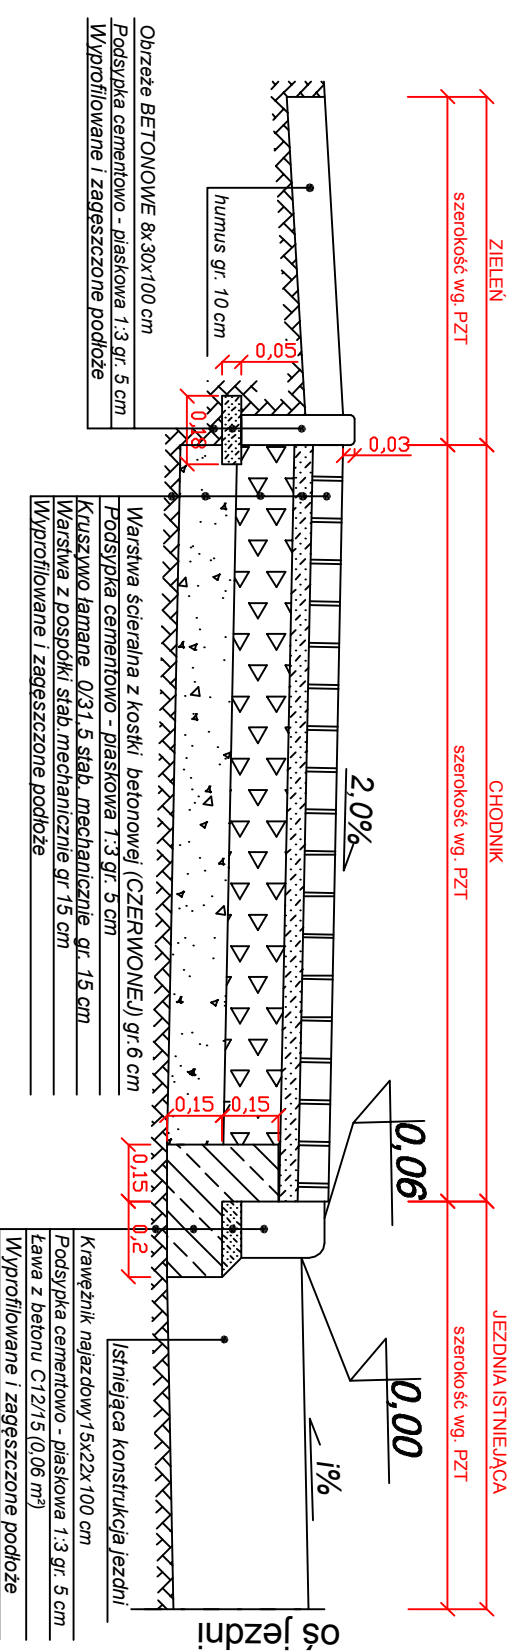 ZIELEŃ
szerokość wg. PZT
CHODNIK
szerokość wg. PZT
JEZDNIA ISTNIEJĄCA
szerokość wg. PZT
0,03
2,0%
0,06
0,00
i%
oś jezdni
0,05
0,18
0,15
0,15
0,15
0,2
humus gr. 10 cm
Obrzeże BETONOWE 8x30x100 cm
Podsypka cementowo - piaskowa 1:3 gr. 5 cm
Wyprofilowane i zagęszczone podłoże
Warstwa ścieralna z kostki betonowej (CZERWONEJ) gr.6 cm
Podsypka cementowo - piaskowa 1:3 gr. 5 cm
Kruszywo łamane 0/31,5 stab. mechanicznie gr. 15 cm
Warstwa z pospółki stab.mechanicznie gr 15 cm
Wyprofilowane i zagęszczone podłoże
Istniejąca konstrukcja jezdni
Krawężnik najazdowy15x22x100 cm
Podsypka cementowo - piaskowa 1:3 gr. 5 cm
Ława z betonu C12/15 (0,06 m²)
Wyprofilowane i zagęszczone podłoże